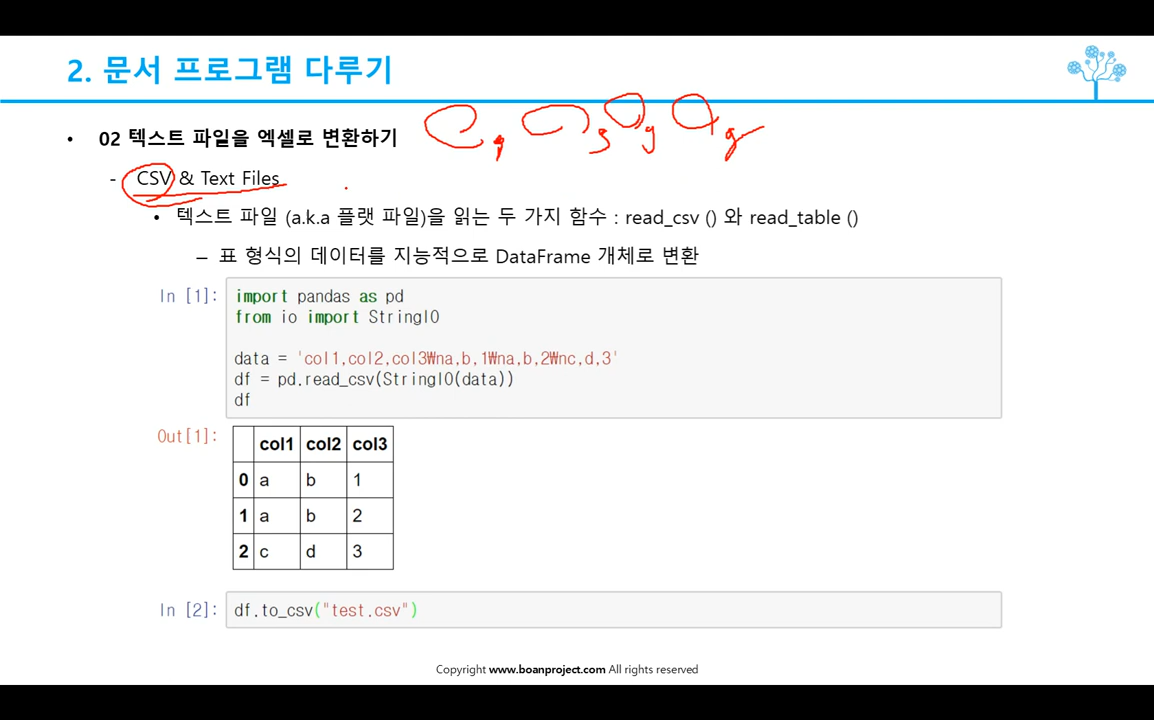 2. 문서 프로그램 다루기
• 02 텍스트 파일을 엑셀로 변환하기
- CSV & Text Files
• 텍스트 파일 (a.k.a 플랫 파일)을 읽는 두 가지 함수 : read_csv () 와 read_table ()
– 표 형식의 데이터를 지능적으로 DataFrame 개체로 변환
In [1]: import pandas as pd
from io import StringIO
data = 'col1,col2,col3₩na,b,1₩na,b,2₩nc,d,3'
df = pd.read_csv(StringIO(data))
df
Out[1]:
col1 col2 col3
0 a b 1
1 a b 2
2 c d 3
In [2]: df.to_csv("test.csv")
Copyright www.boanproject.com All rights reserved